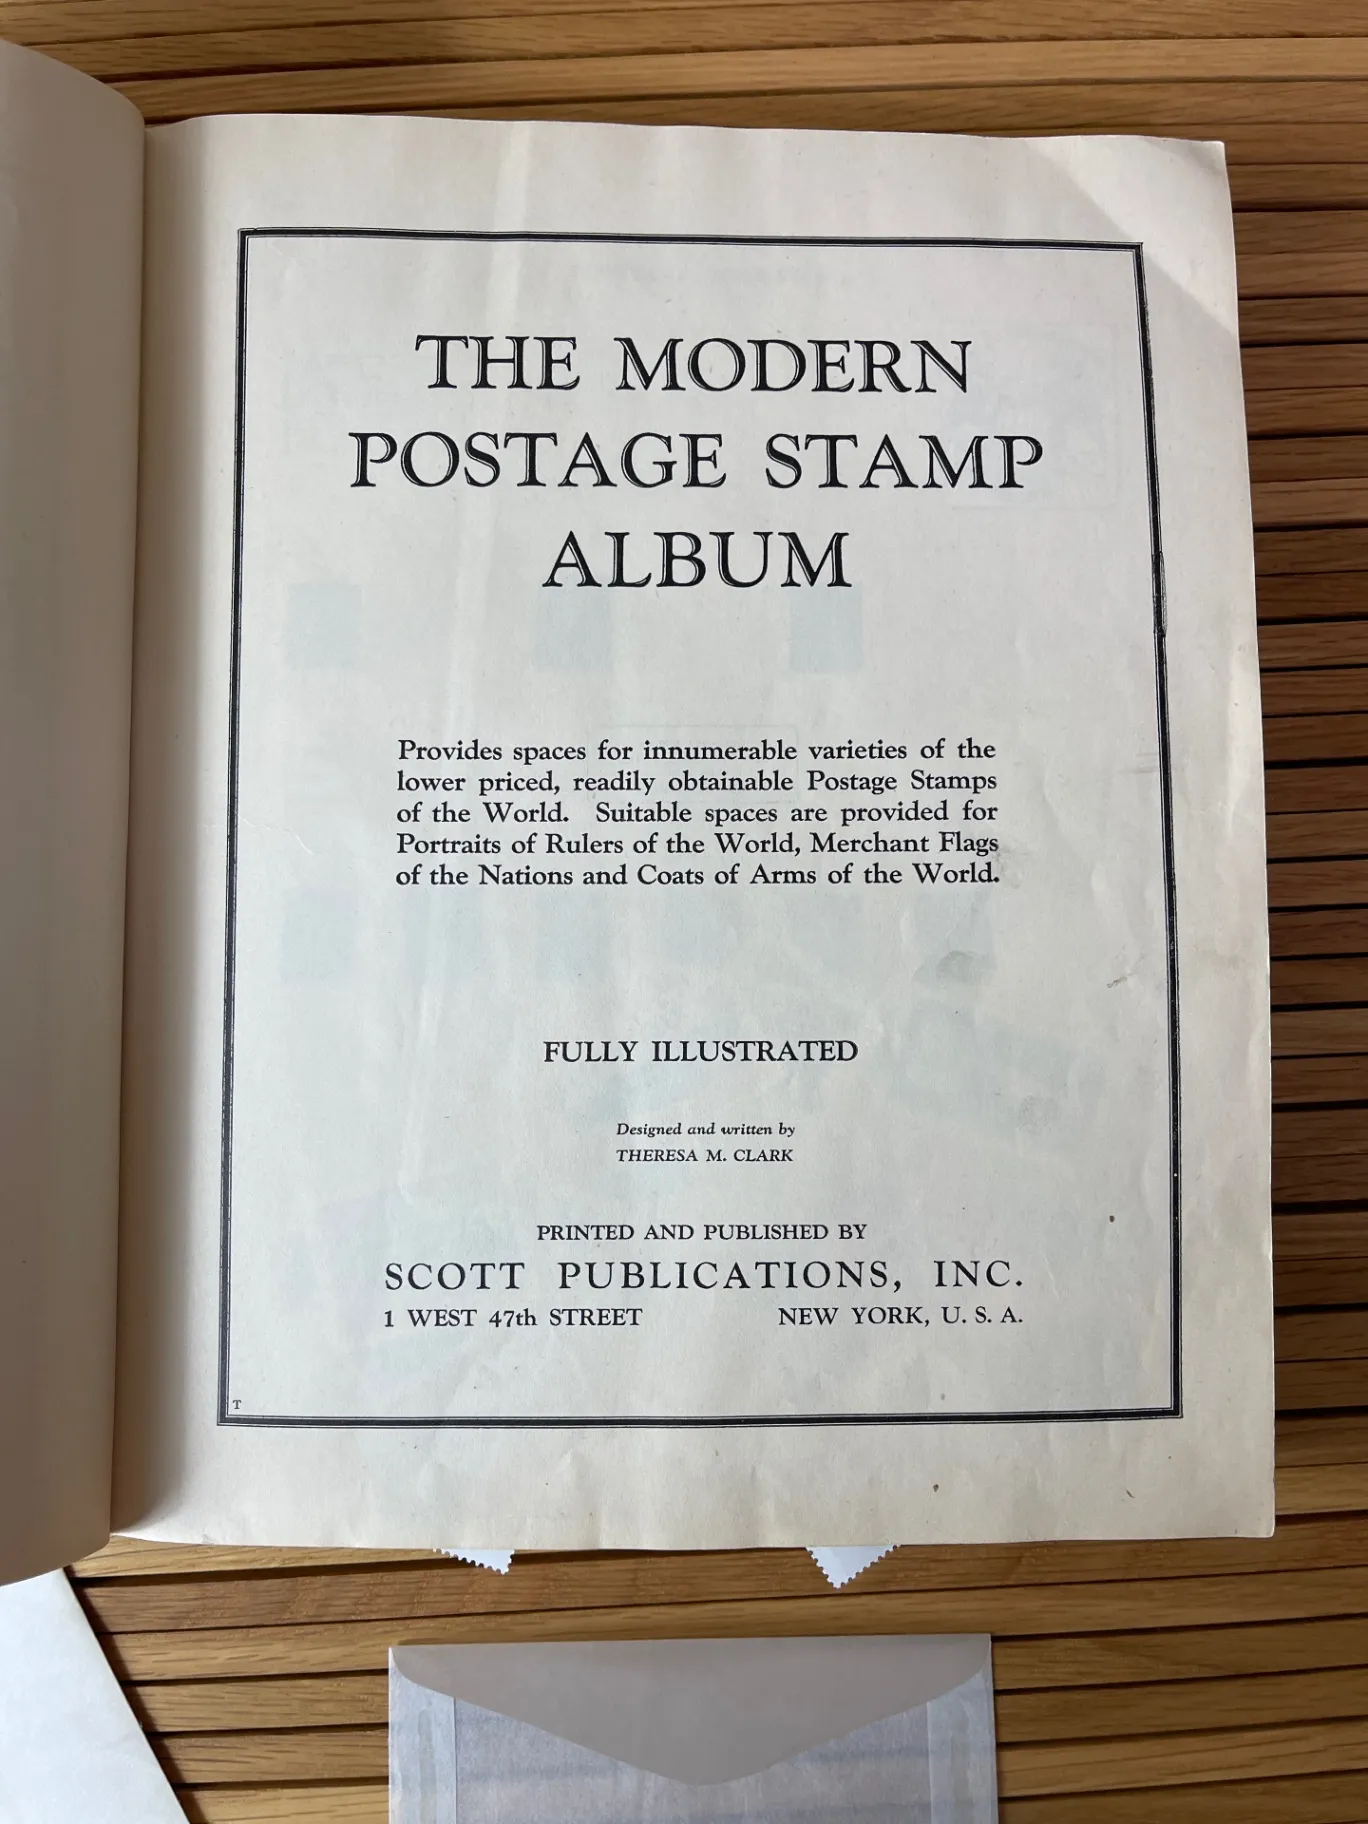 THE MODERN
POSTAGE STAMP
ALBUM
Provides spaces for innumerable varieties of the
lower priced, readily obtainable Postage Stamps
of the World. Suitable spaces are provided for
Portraits of Rulers of the World, Merchant Flags
of the Nations and Coats of Arms of the World.
FULLY ILLUSTRATED
Designed and written by
THERESA M. CLARK
PRINTED AND PUBLISHED BY
SCOTT PUBLICATIONS, INC.
1 WEST 47th STREET NEW YORK, U. S. A.
T